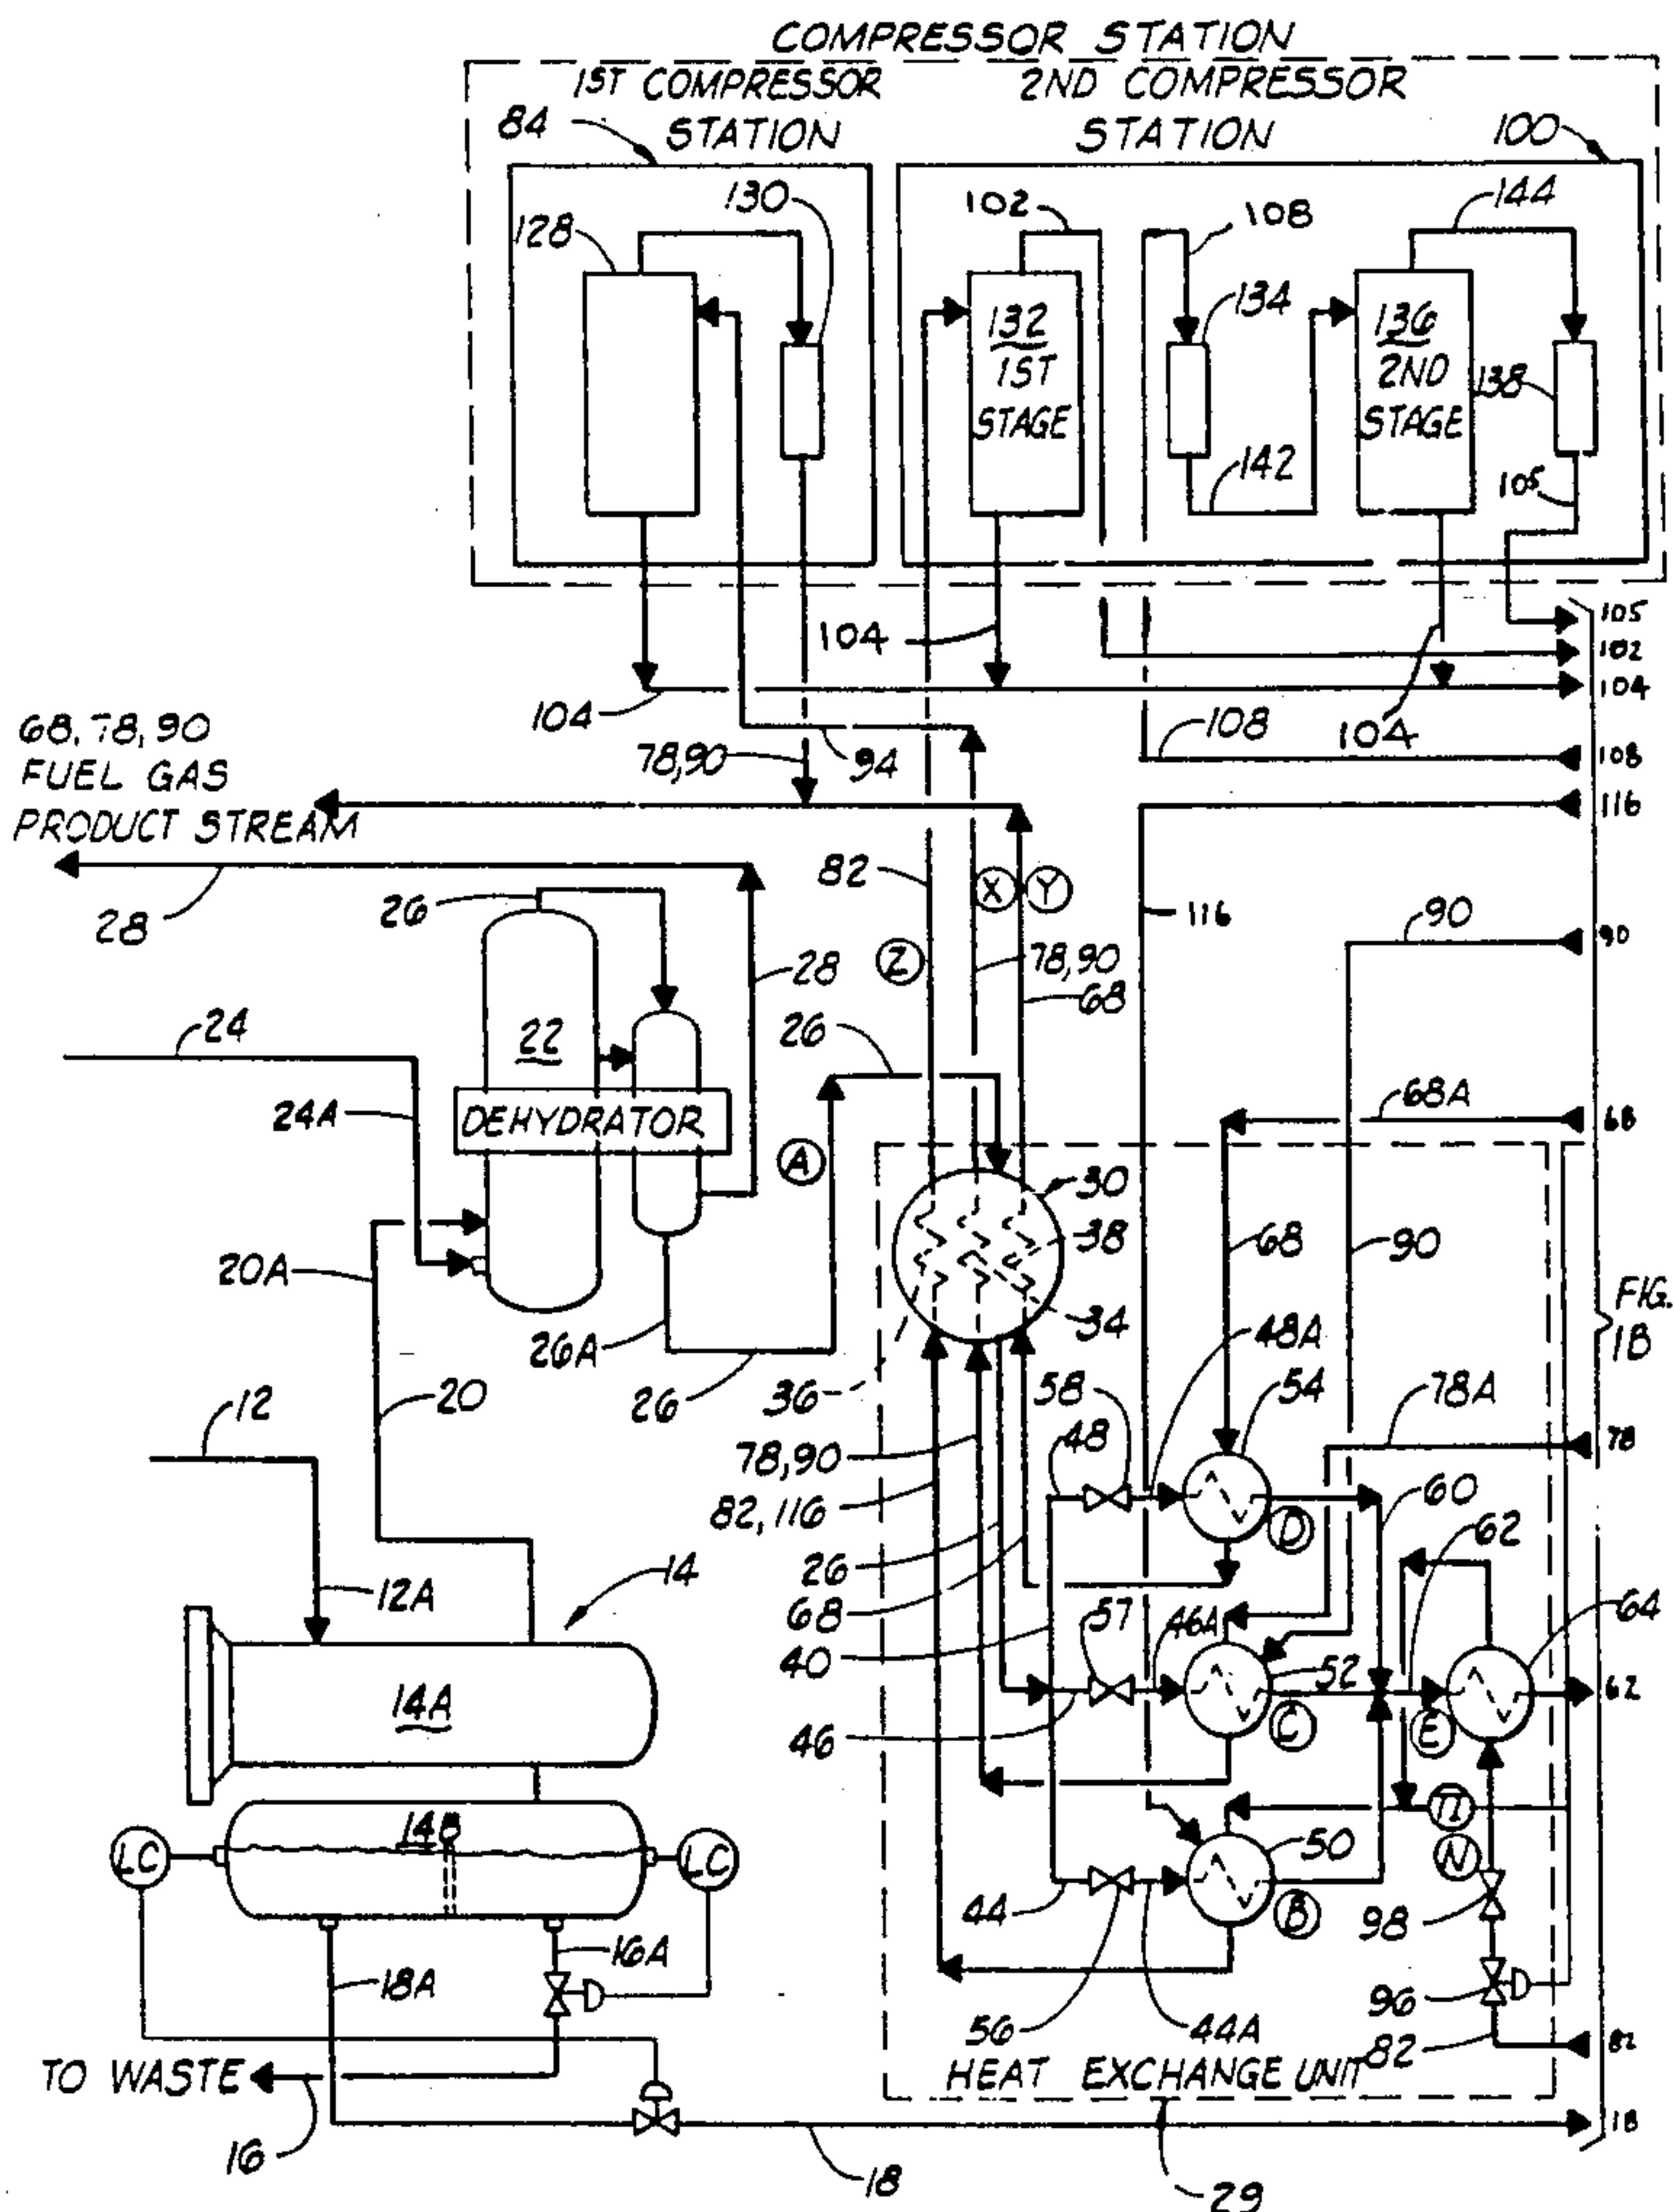 COMPRESSOR STATION
1ST COMPRESSOR STATION
2ND COMPRESSOR STATION
84
100
128
130
102
108
144
132
1ST
STAGE
134
136
2ND
STAGE
138
142
105
104
104
104
108
94
78,90
105
102
104
108
116
90
68
78
62
82
18
FIG.
1B
68,78,90
FUEL GAS
PRODUCT STREAM
28
26
28
82
X
Y
Z
78,90
68
116
90
24
22
26
24A
DEHYDRATOR
A
68A
30
38
34
68
90
20A
26A
26
36
48A
54
58
48
78A
12
20
78,90
82,116
26
68
40
D
60
62
64
12A
14
57
46A
52
46
C
E
14A
14B
LC
LC
TI
N
50
44
B
98
16A
18A
56
44A
96
82
HEAT EXCHANGE UNIT
TO WASTE
16
18
29